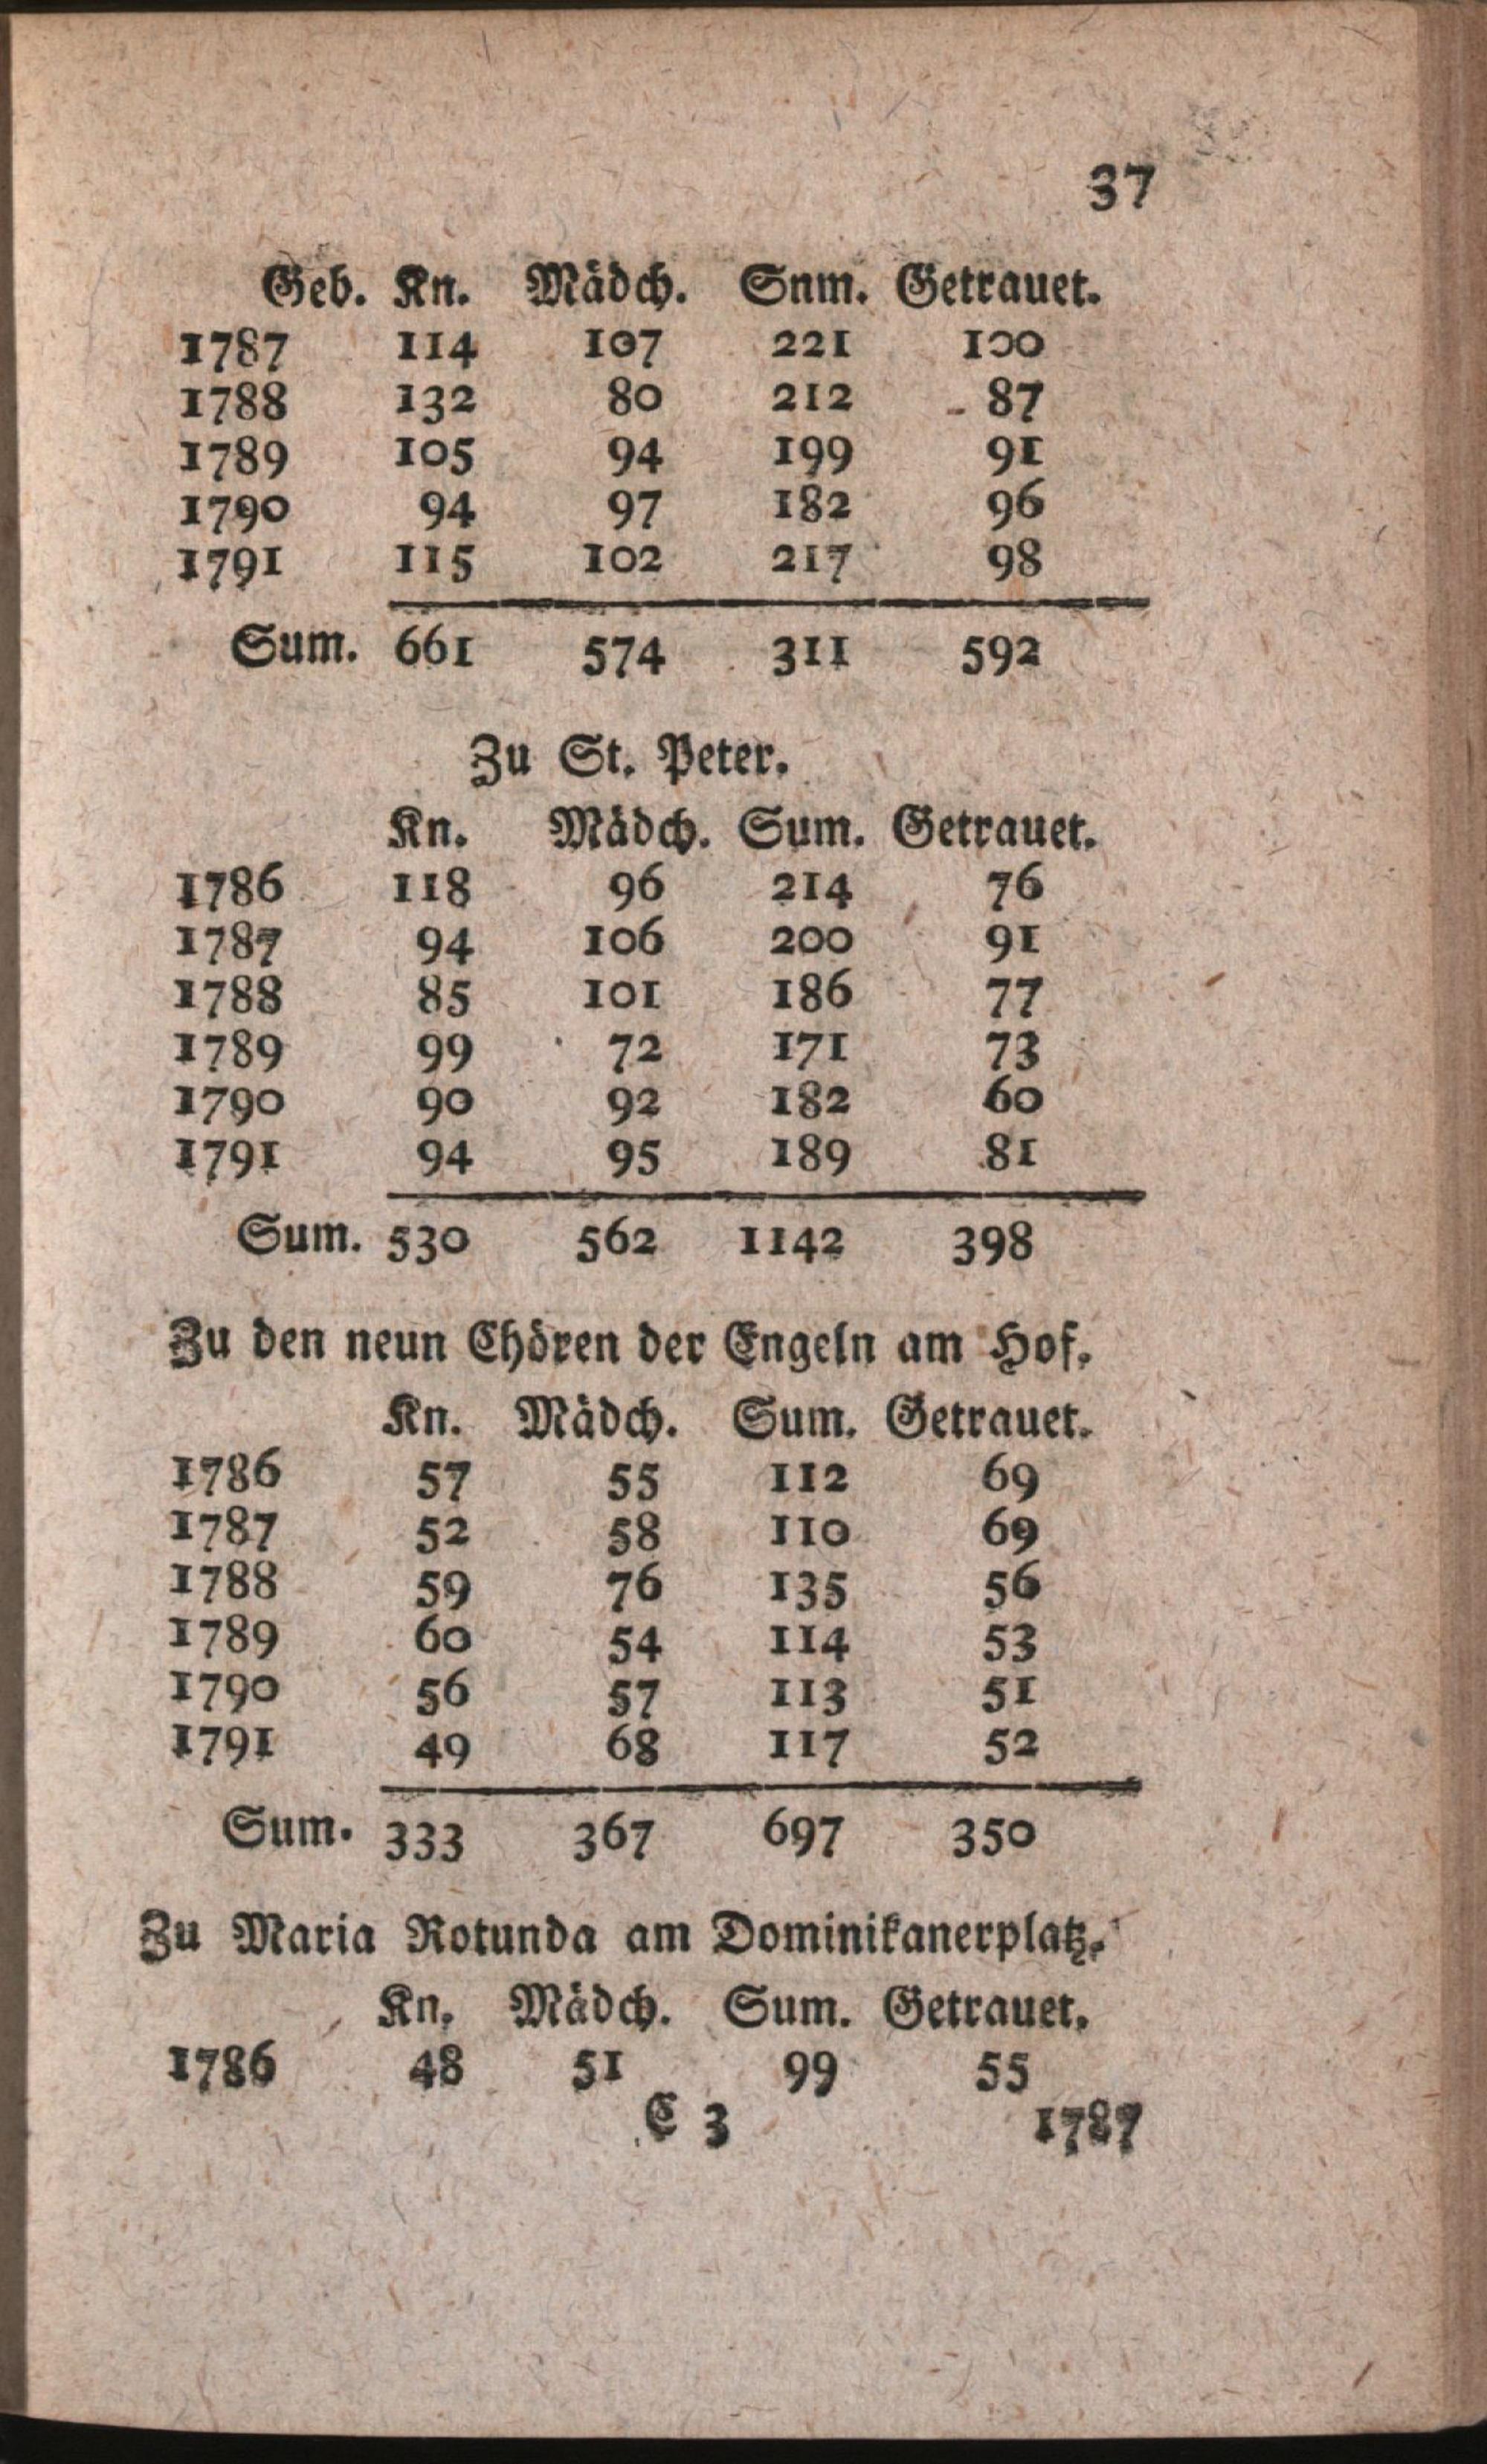 37
Geb. Kn. Mädch. Snm. Getrauet.
1787 114 107 221 100
1788 132 80 212 87
1789 105 94 199 91
1790 94 97 182 96
1791 115 102 217 98
Sum. 661 574 311 592
Zu St. Peter.
Kn. Mädch. Sum. Getrauet.
1786 118 96 214 76
1787 94 106 200 91
1788 85 101 186 77
1789 99 72 171 73
1790 90 92 182 60
1791 94 95 189 81
Sum. 530 562 1142 398
Zu den neun Chören der Engeln am Hof.
Kn. Mädch. Sum. Getrauet.
1786 57 55 112 69
1787 52 58 110 69
1788 59 76 135 56
1789 60 54 114 53
1790 56 57 113 51
1791 49 68 117 52
Sum. 333 367 697 350
Zu Maria Rotunda am Dominikanerplatz.
Kn. Mädch. Sum. Getrauet.
1786 48 51 99 55
C 3 1787